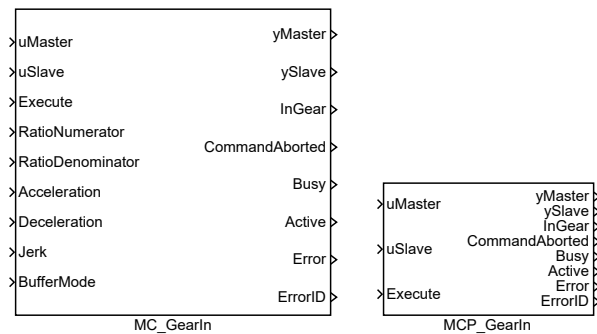 uMaster
uSlave
Execute
RatioNumerator
RatioDenominator
Acceleration
Deceleration
Jerk
BufferMode
yMaster
ySlave
InGear
CommandAborted
Busy
Active
Error
ErrorID
MC_GearIn
uMaster
uSlave
Execute
yMaster
ySlave
InGear
CommandAborted
Busy
Active
Error
ErrorID
MCP_GearIn